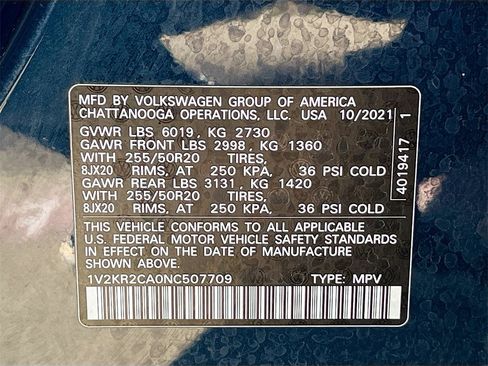 MFD BY VOLKSWAGEN GROUP OF AMERICA
CHATTANOOGA OPERATIONS, LLC. USA 10/2021
GVWR LBS 6019, KG 2730
GAWR FRONT LBS 2998, KG 1360
WITH 255/50R20 TIRES,
8JX20 RIMS, AT 250 KPA, 36 PSI COLD
GAWR REAR LBS 3131, KG 1420
WITH 255/50R20 TIRES,
8JX20 RIMS, AT 250 KPA, 36 PSI COLD
THIS VEHICLE CONFORMS TO ALL APPLICABLE
U.S. FEDERAL MOTOR VEHICLE SAFETY STANDARDS
IN EFFECT ON THE DATE OF MANUFACTURE
SHOWN ABOVE.
1V2KR2CA0NC507709 TYPE: MPV
4019417 1